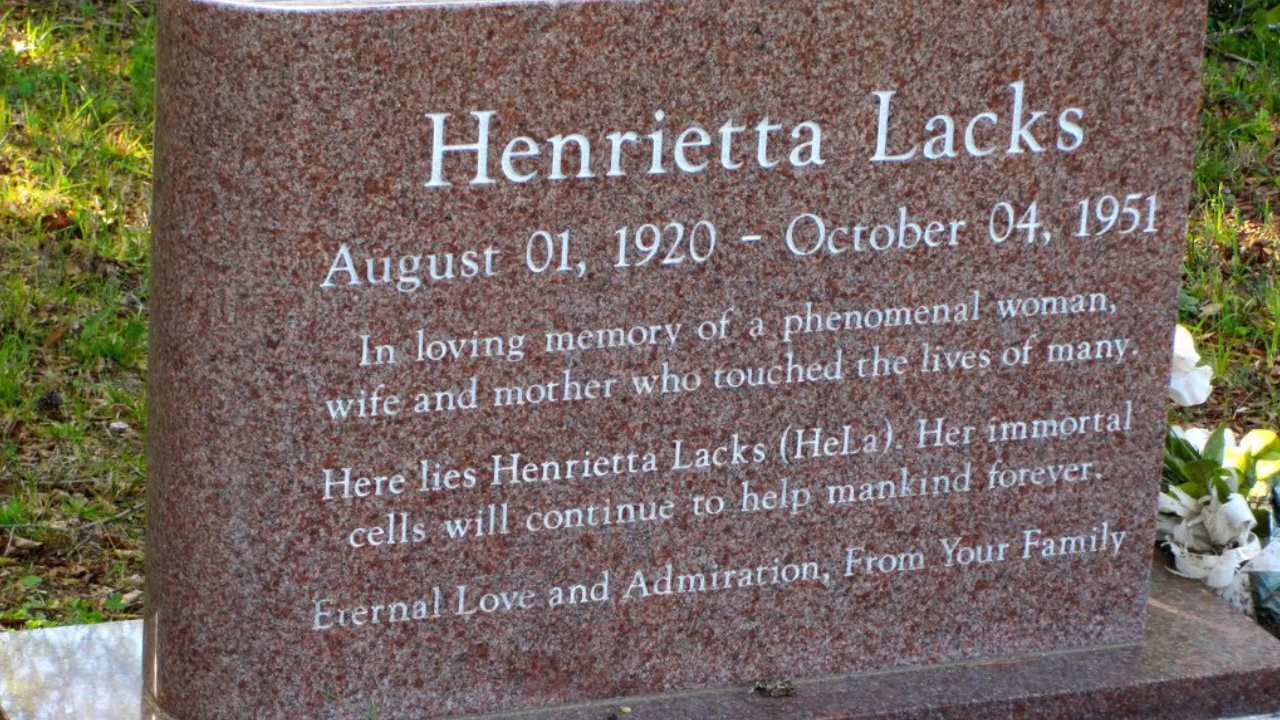 Henrietta Lacks
August 01, 1920 - October 04, 1951
In loving memory of a phenomenal woman,
wife and mother who touched the lives of many.
Here lies Henrietta Lacks (HeLa). Her immortal
cells will continue to help mankind forever.
Eternal Love and Admiration, From Your Family